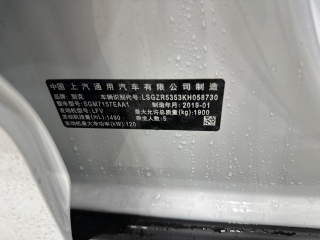 中国 上汽通用汽车有限公司制造
品牌: 别克 车辆识别代号: LSGZR5353KH058730
整车型号: SGM7157EAA1 制造年月: 2019-01
发动机型号: LFV 最大允许总质量(kg): 1900
发动机排量(mL): 1490 乘坐人数: 5
发动机最大净功率(kW): 120